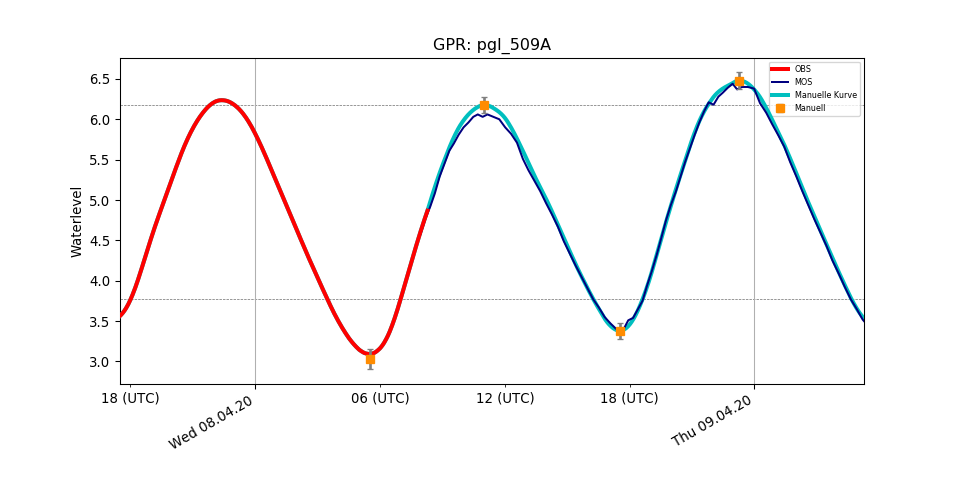 GPR: pgl_509A
OBS
MOS
Manuelle Kurve
Manuell
Waterlevel
6.5
6.0
5.5
5.0
4.5
4.0
3.5
3.0
18 (UTC)
Wed 08.04.20
06 (UTC)
12 (UTC)
18 (UTC)
Thu 09.04.20